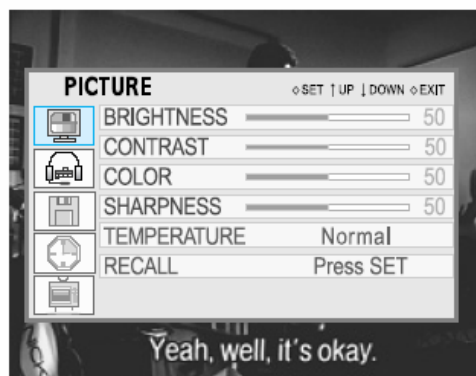 PICTURE ◇SET ↑UP ↓DOWN ◇EXIT
BRIGHTNESS 50
CONTRAST 50
COLOR 50
SHARPNESS 50
TEMPERATURE Normal
RECALL Press SET
Yeah, well, it's okay.